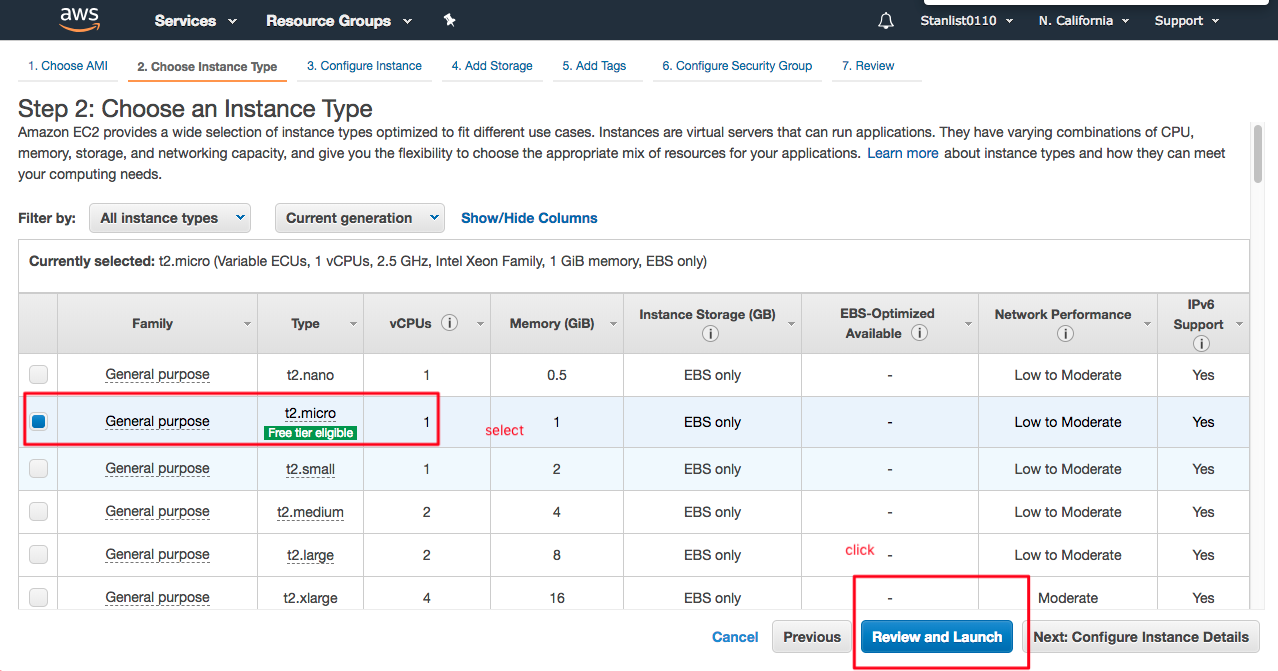 aws Services Resource Groups Stanlist0110 N. California Support
1. Choose AMI 2. Choose Instance Type 3. Configure Instance 4. Add Storage 5. Add Tags 6. Configure Security Group 7. Review
Step 2: Choose an Instance Type
Amazon EC2 provides a wide selection of instance types optimized to fit different use cases. Instances are virtual servers that can run applications. They have varying combinations of CPU,
memory, storage, and networking capacity, and give you the flexibility to choose the appropriate mix of resources for your applications. Learn more about instance types and how they can meet
your computing needs.
Filter by: All instance types Current generation Show/Hide Columns
Currently selected: t2.micro (Variable ECUs, 1 vCPUs, 2.5 GHz, Intel Xeon Family, 1 GiB memory, EBS only)
Family Type vCPUs i Memory (GiB) Instance Storage (GB) i EBS-Optimized Available i Network Performance i IPv6 Support i
General purpose t2.nano 1 0.5 EBS only - Low to Moderate Yes
General purpose t2.micro Free tier eligible 1 select 1 EBS only - Low to Moderate Yes
General purpose t2.small 1 2 EBS only - Low to Moderate Yes
General purpose t2.medium 2 4 EBS only - Low to Moderate Yes
General purpose t2.large 2 8 EBS only click - Low to Moderate Yes
General purpose t2.xlarge 4 16 EBS only - Moderate Yes
Cancel Previous Review and Launch Next: Configure Instance Details